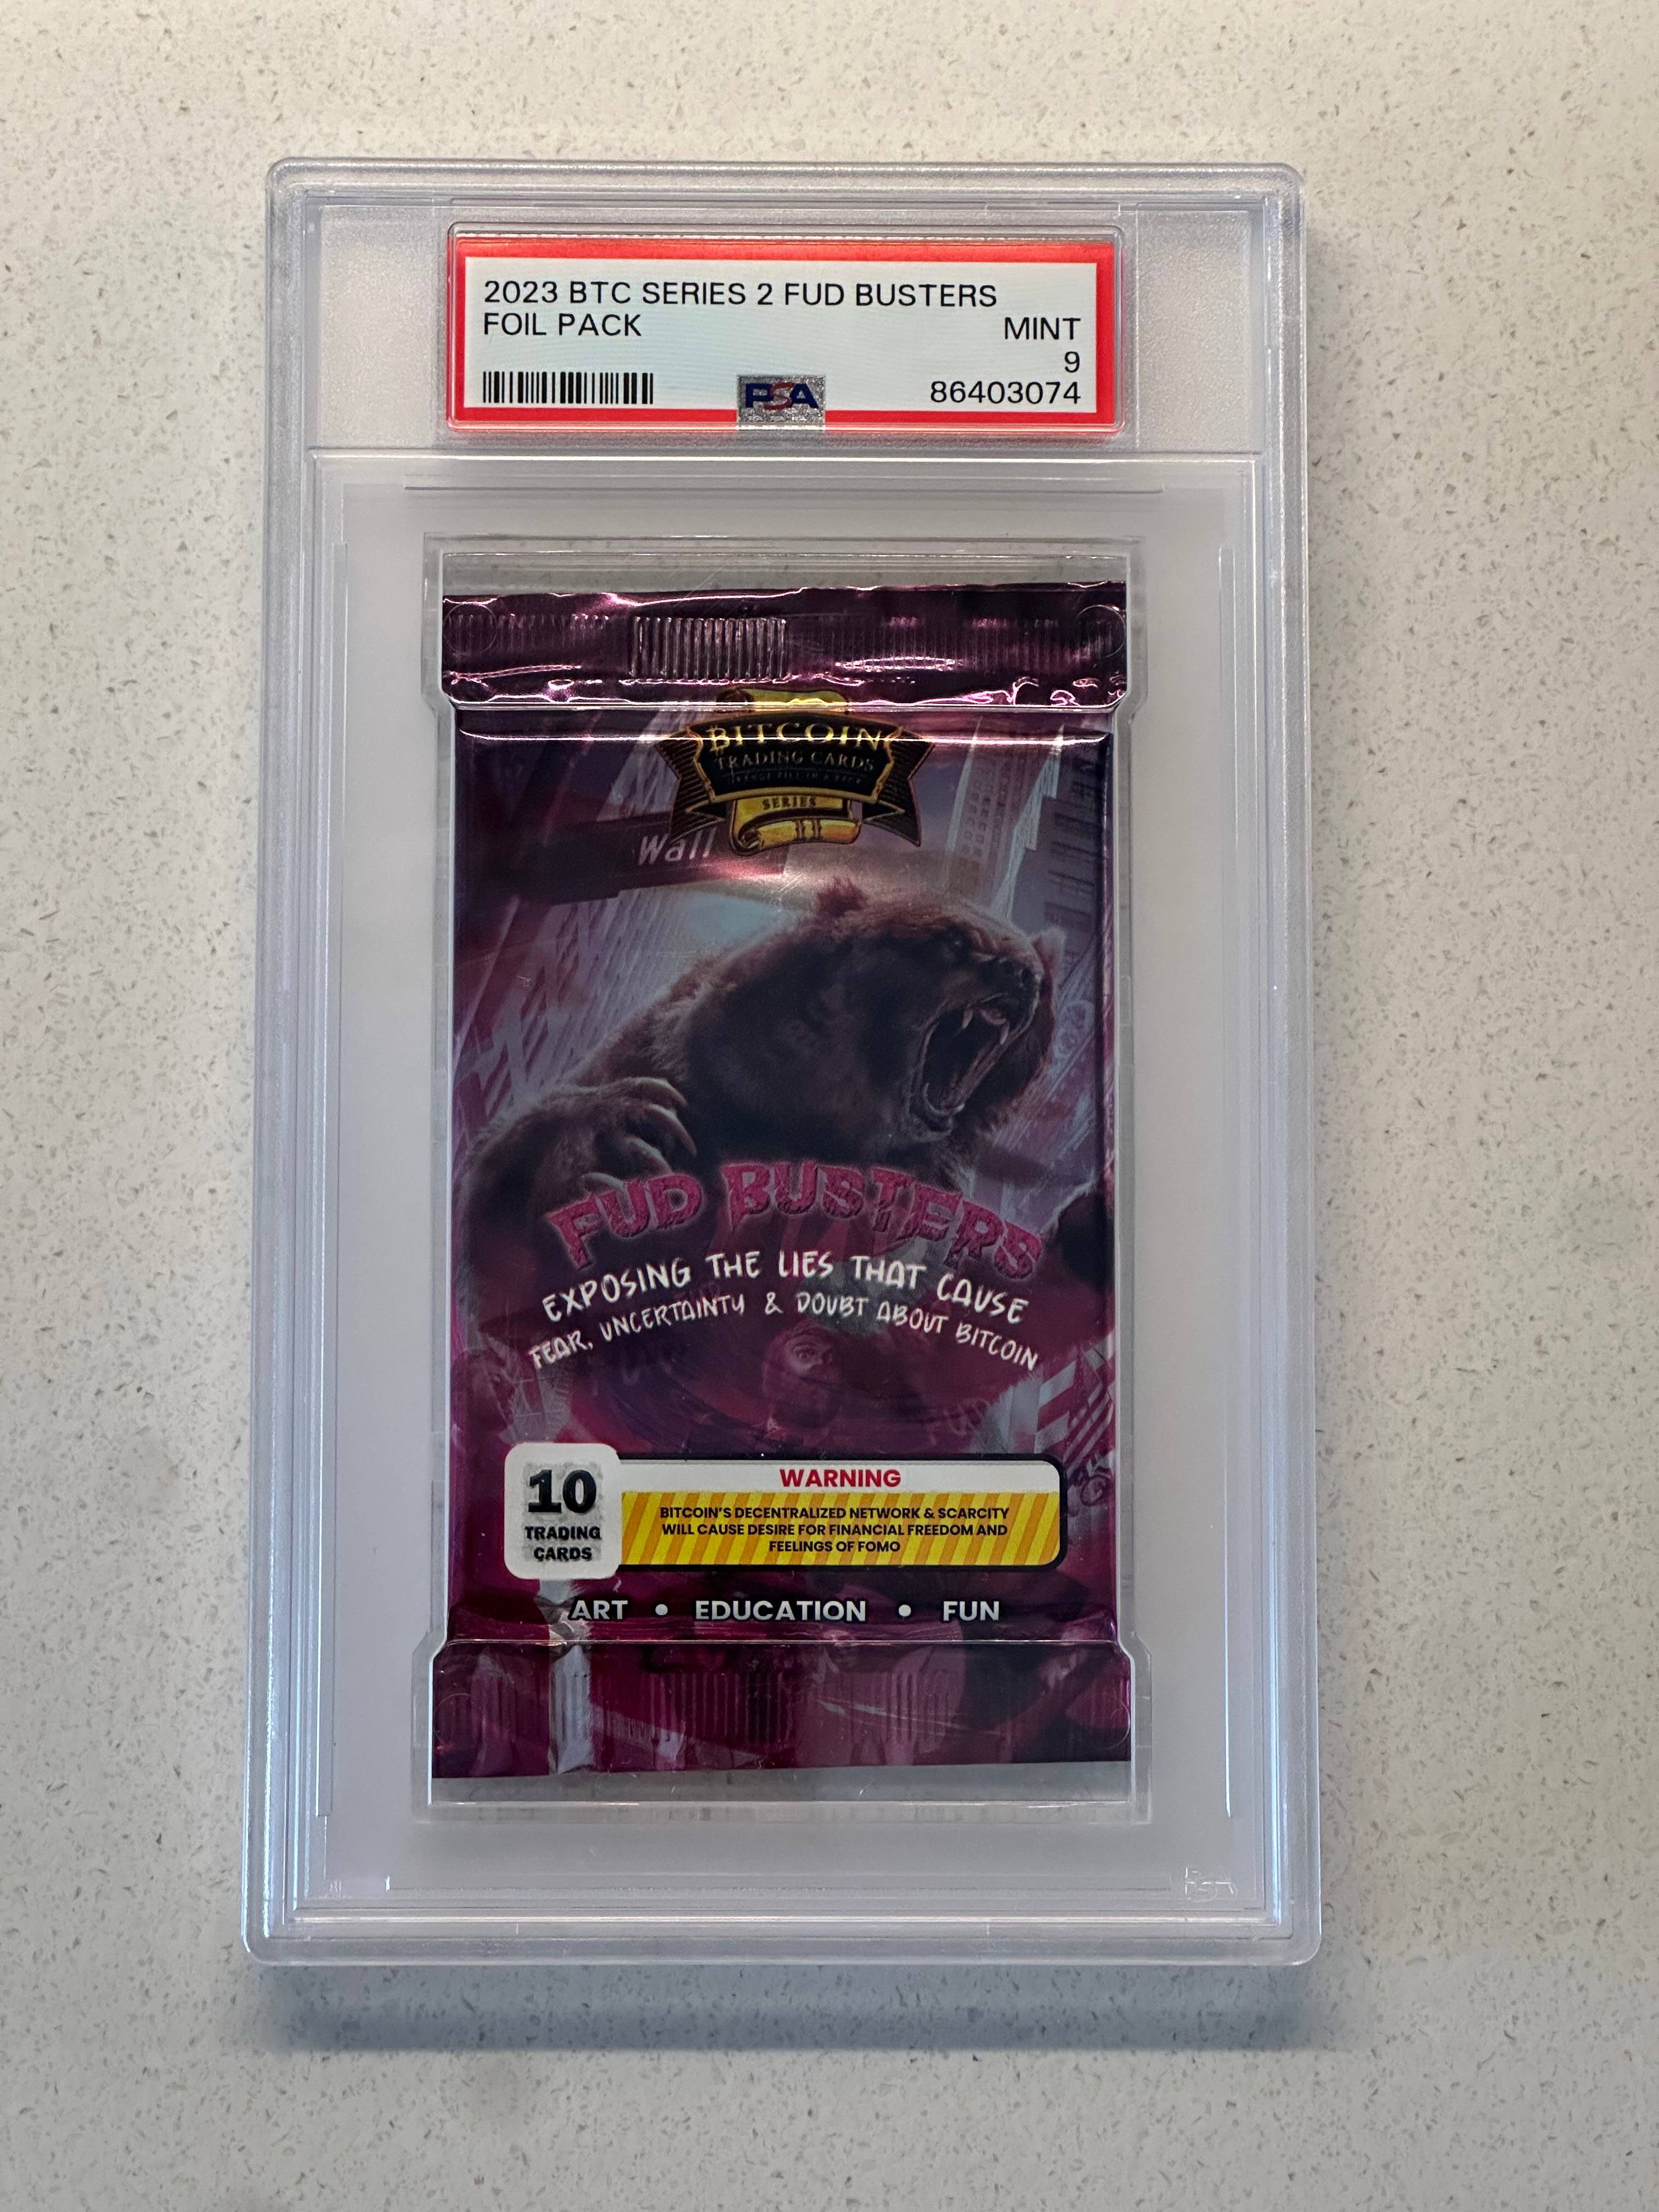 2023 BTC SERIES 2 FUD BUSTERS
FOIL PACK
MINT
9
PSA
86403074
BITCOIN
TRADING CARDS
SERIES
II
Wall
FUD BUSTERS
EXPOSING THE LIES THAT CAUSE
FEAR, UNCERTAINTY & DOUBT ABOUT BITCOIN
10
TRADING
CARDS
WARNING
BITCOIN'S DECENTRALIZED NETWORK & SCARCITY
WILL CAUSE DESIRE FOR FINANCIAL FREEDOM AND
FEELINGS OF FOMO
ART • EDUCATION • FUN
PSA